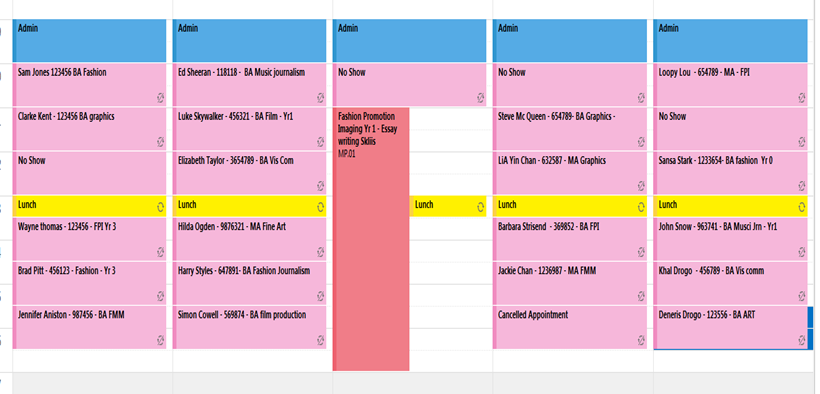 Admin
Sam Jones 123456 BA Fashion
Clarke Kent - 123456 BA graphics
No Show
Lunch
Wayne thomas - 123456 - FPI Yr 3
Brad Pitt - 456123 - Fashion - Yr 3
Jennifer Aniston - 987456 - BA FMM
Admin
Ed Sheeran - 118118 - BA Music journalism
Luke Skywalker - 456321 - BA Film - Yr1
Elizabeth Taylor - 3654789 - BA Vis Com
Lunch
Hilda Ogden - 9876321 - MA Fine Art
Harry Styles - 647891- BA Fashion Journalism
Simon Cowell - 569874 - BA film production
Admin
No Show
Fashion Promotion
Imaging Yr 1 - Essay
writing Skliis
MP.01
Lunch
Admin
No Show
Steve Mc Queen - 654789- BA Graphics -
LiA Yin Chan - 632587 - MA Graphics
Lunch
Barbara Strisend - 369852 - BA FPI
Jackie Chan - 1236987 - MA FMM
Cancelled Appointment
Admin
Loopy Lou - 654789 - MA - FPI
No Show
Sansa Stark - 1233654- BA fashion Yr 0
Lunch
John Snow - 963741 - BA Musci Jrn - Yr1
Khal Drogo - 456789 - BA Vis comm
Deneris Drogo - 123556 - BA ART